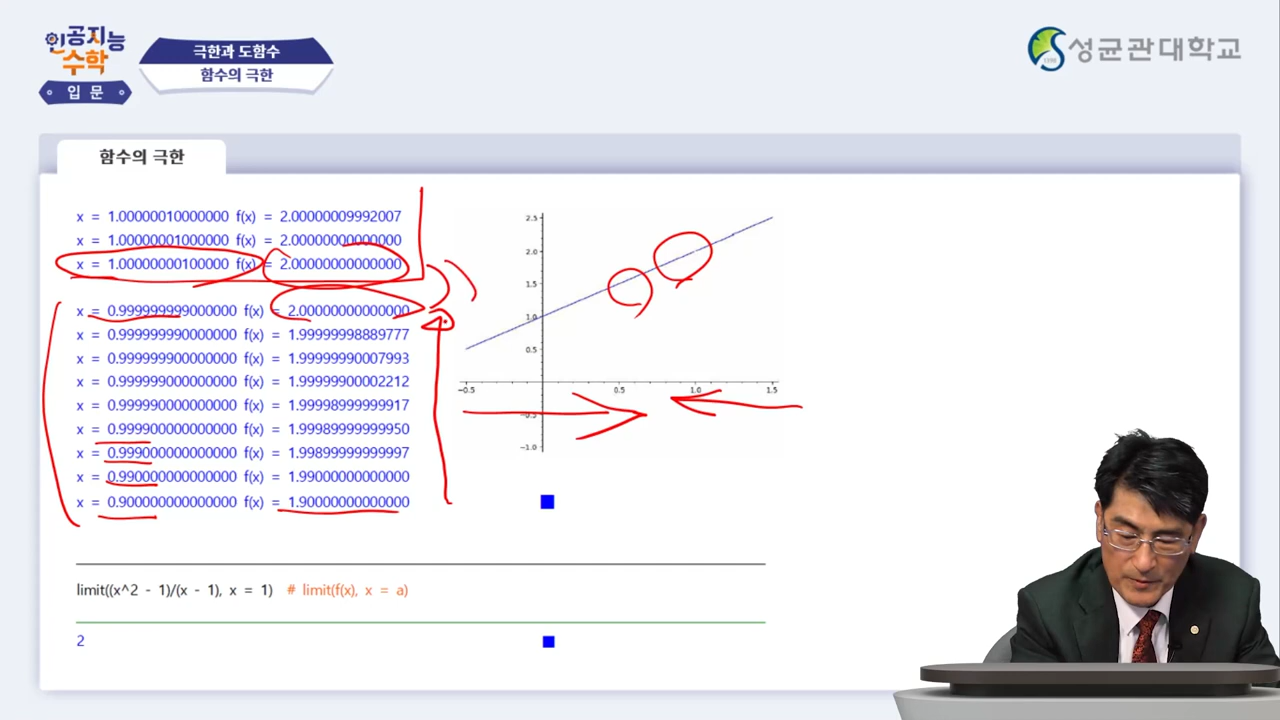 인공지능
수학
입문
극한과 도함수
함수의 극한
성균관대학교
함수의 극한
x = 1.00000010000000 f(x) = 2.00000009992007
x = 1.00000001000000 f(x) = 2.00000000000000
x = 1.00000000100000 f(x) = 2.00000000000000
x = 0.999999999000000 f(x) = 2.00000000000000
x = 0.999999990000000 f(x) = 1.99999998889777
x = 0.999999900000000 f(x) = 1.99999990007993
x = 0.999999000000000 f(x) = 1.99999900002212
x = 0.999990000000000 f(x) = 1.99998999999917
x = 0.999900000000000 f(x) = 1.99989999999950
x = 0.999000000000000 f(x) = 1.99899999999997
x = 0.990000000000000 f(x) = 1.99000000000000
x = 0.900000000000000 f(x) = 1.90000000000000
2.5
2.0
1.5
1.0
0.5
−0.5 0.5 1.0 1.5
−0.5
−1.0
limit((x^2 - 1)/(x - 1), x = 1) # limit(f(x), x = a)
2